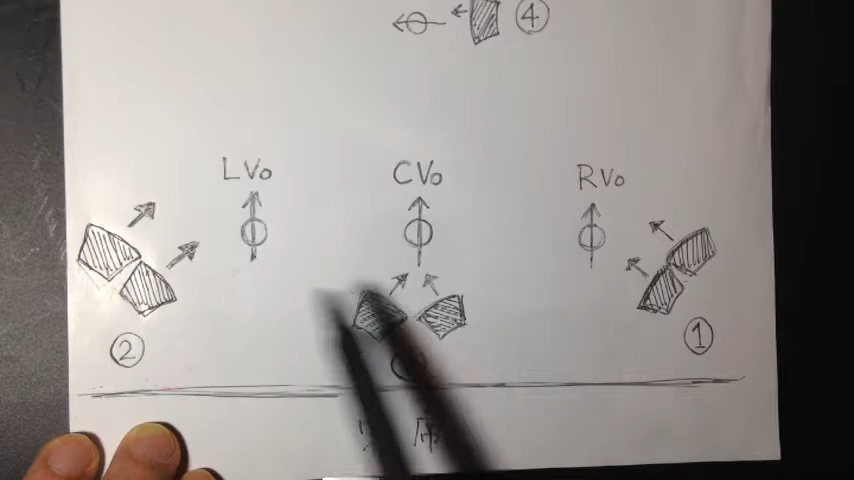 ④
LVo CVo RVo
② ①